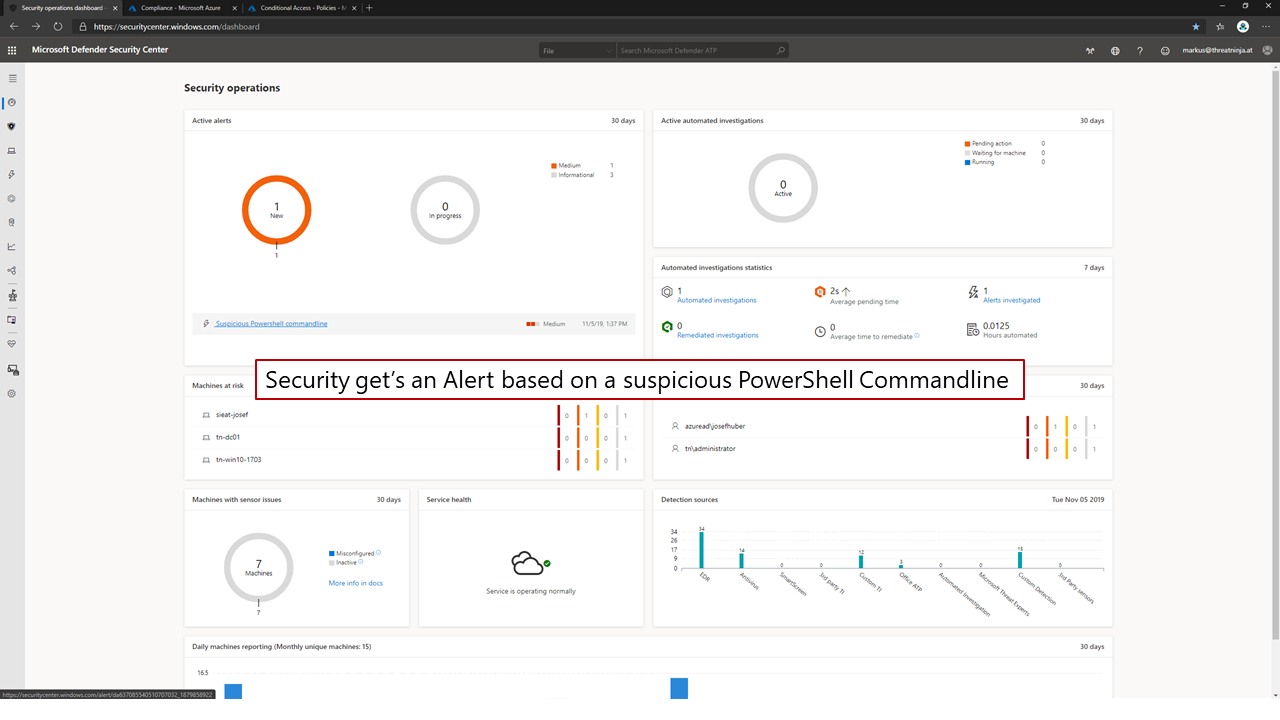 Security operations dashboard
Compliance - Microsoft Azure
Conditional Access - Policies - M
https://securitycenter.windows.com/dashboard
Microsoft Defender Security Center
File
Search Microsoft Defender ATP
markus@threatninja.at
Security operations
Active alerts
30 days
Medium 1
Informational 3
1
New
0
In progress
1
Suspicious Powershell commandline
Medium
11/5/19, 1:37 PM
Active automated investigations
30 days
Pending action 0
Waiting for machine 0
Running 0
0
Active
Automated investigations statistics
7 days
1
Automated investigations
2s
Average pending time
1
Alerts investigated
0
Remediated investigations
0
Average time to remediate
0.0125
Hours automated
Security get's an Alert based on a suspicious PowerShell Commandline
Machines at risk
sieat-josef 0 1 0 1
tn-dc01 0 0 0 1
tn-win10-1703 0 0 0 1
30 days
azuread\josefhuber 0 1 0 1
tn\administrator 0 0 0 1
Machines with sensor issues
30 days
7
Machines
7
Misconfigured
Inactive
More info in docs
Service health
Service is operating normally
Detection sources
Tue Nov 05 2019
34
26
17
9
0
34
14
0
0
12
3
0
0
15
0
EDR
Antivirus
SmartScreen
3rd party TI
Custom TI
Office ATP
Automated Investigation
Microsoft Threat Experts
Custom Detection
3rd Party sensors
Daily machines reporting (Monthly unique machines: 15)
30 days
16.5
https://securitycenter.windows.com/alert/da637085540510707032_1879858922